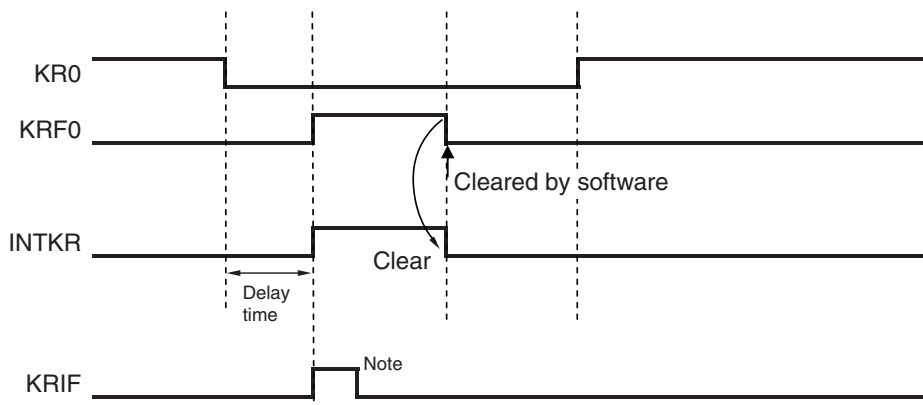 KR0
KRF0
Cleared by software
INTKR
Clear
Delay
time
Note
KRIF